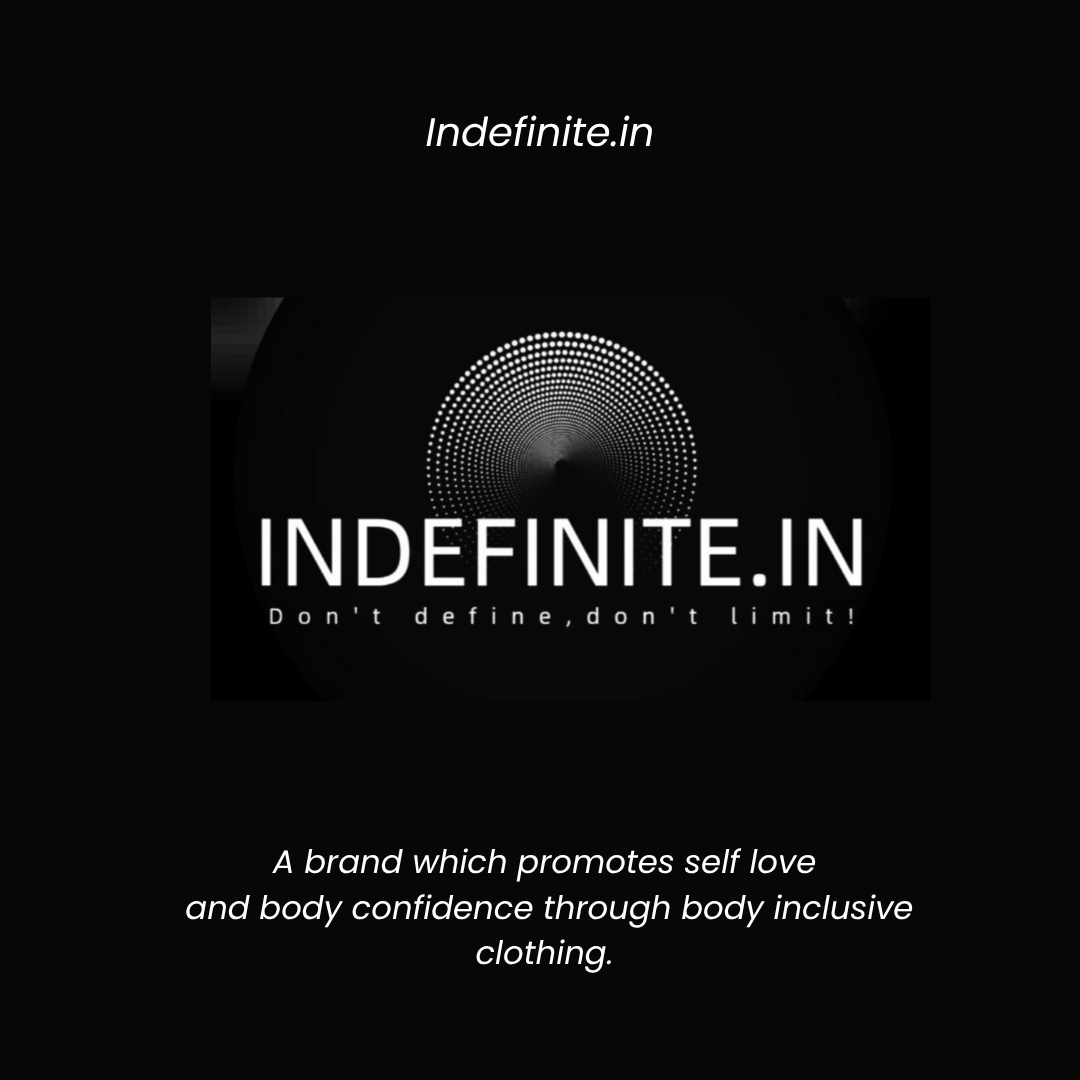 Indefinite.in
INDEFINITE.IN
Don't define,don't limit!
A brand which promotes self love
and body confidence through body inclusive
clothing.